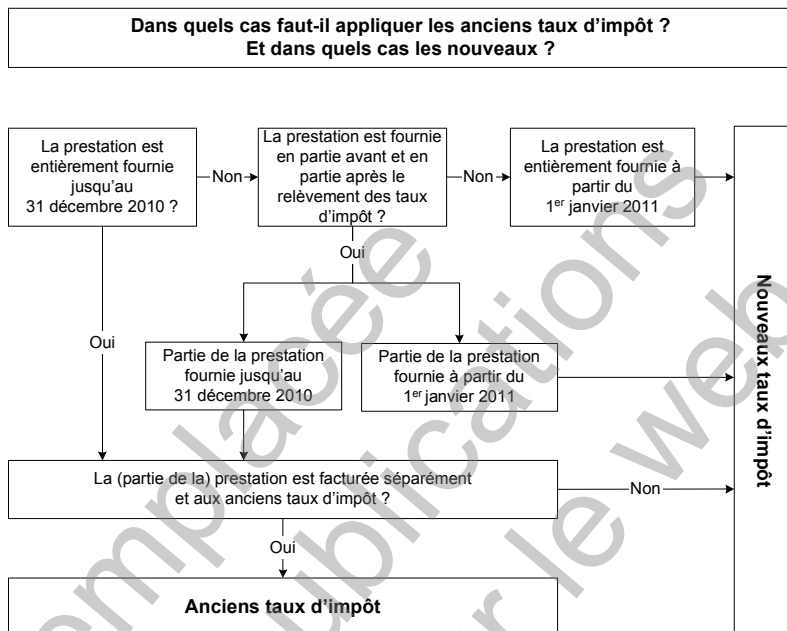 Dans quels cas faut-il appliquer les anciens taux d'impôt ?
Et dans quels cas les nouveaux ?
La prestation est
entièrement fournie
jusqu'au
31 décembre 2010 ?
Non
La prestation est fournie
en partie avant et en
partie après le
relèvement des taux
d'impôt ?
Non
La prestation est
entièrement fournie à
partir du
1er janvier 2011
Oui
Oui
Partie de la prestation
fournie jusqu'au
31 décembre 2010
Partie de la prestation
fournie à partir du
1er janvier 2011
Nouveaux taux d'impôt
La (partie de la) prestation est facturée séparément
et aux anciens taux d'impôt ?
Non
Oui
Anciens taux d'impôt
emplacée
publications
r le web